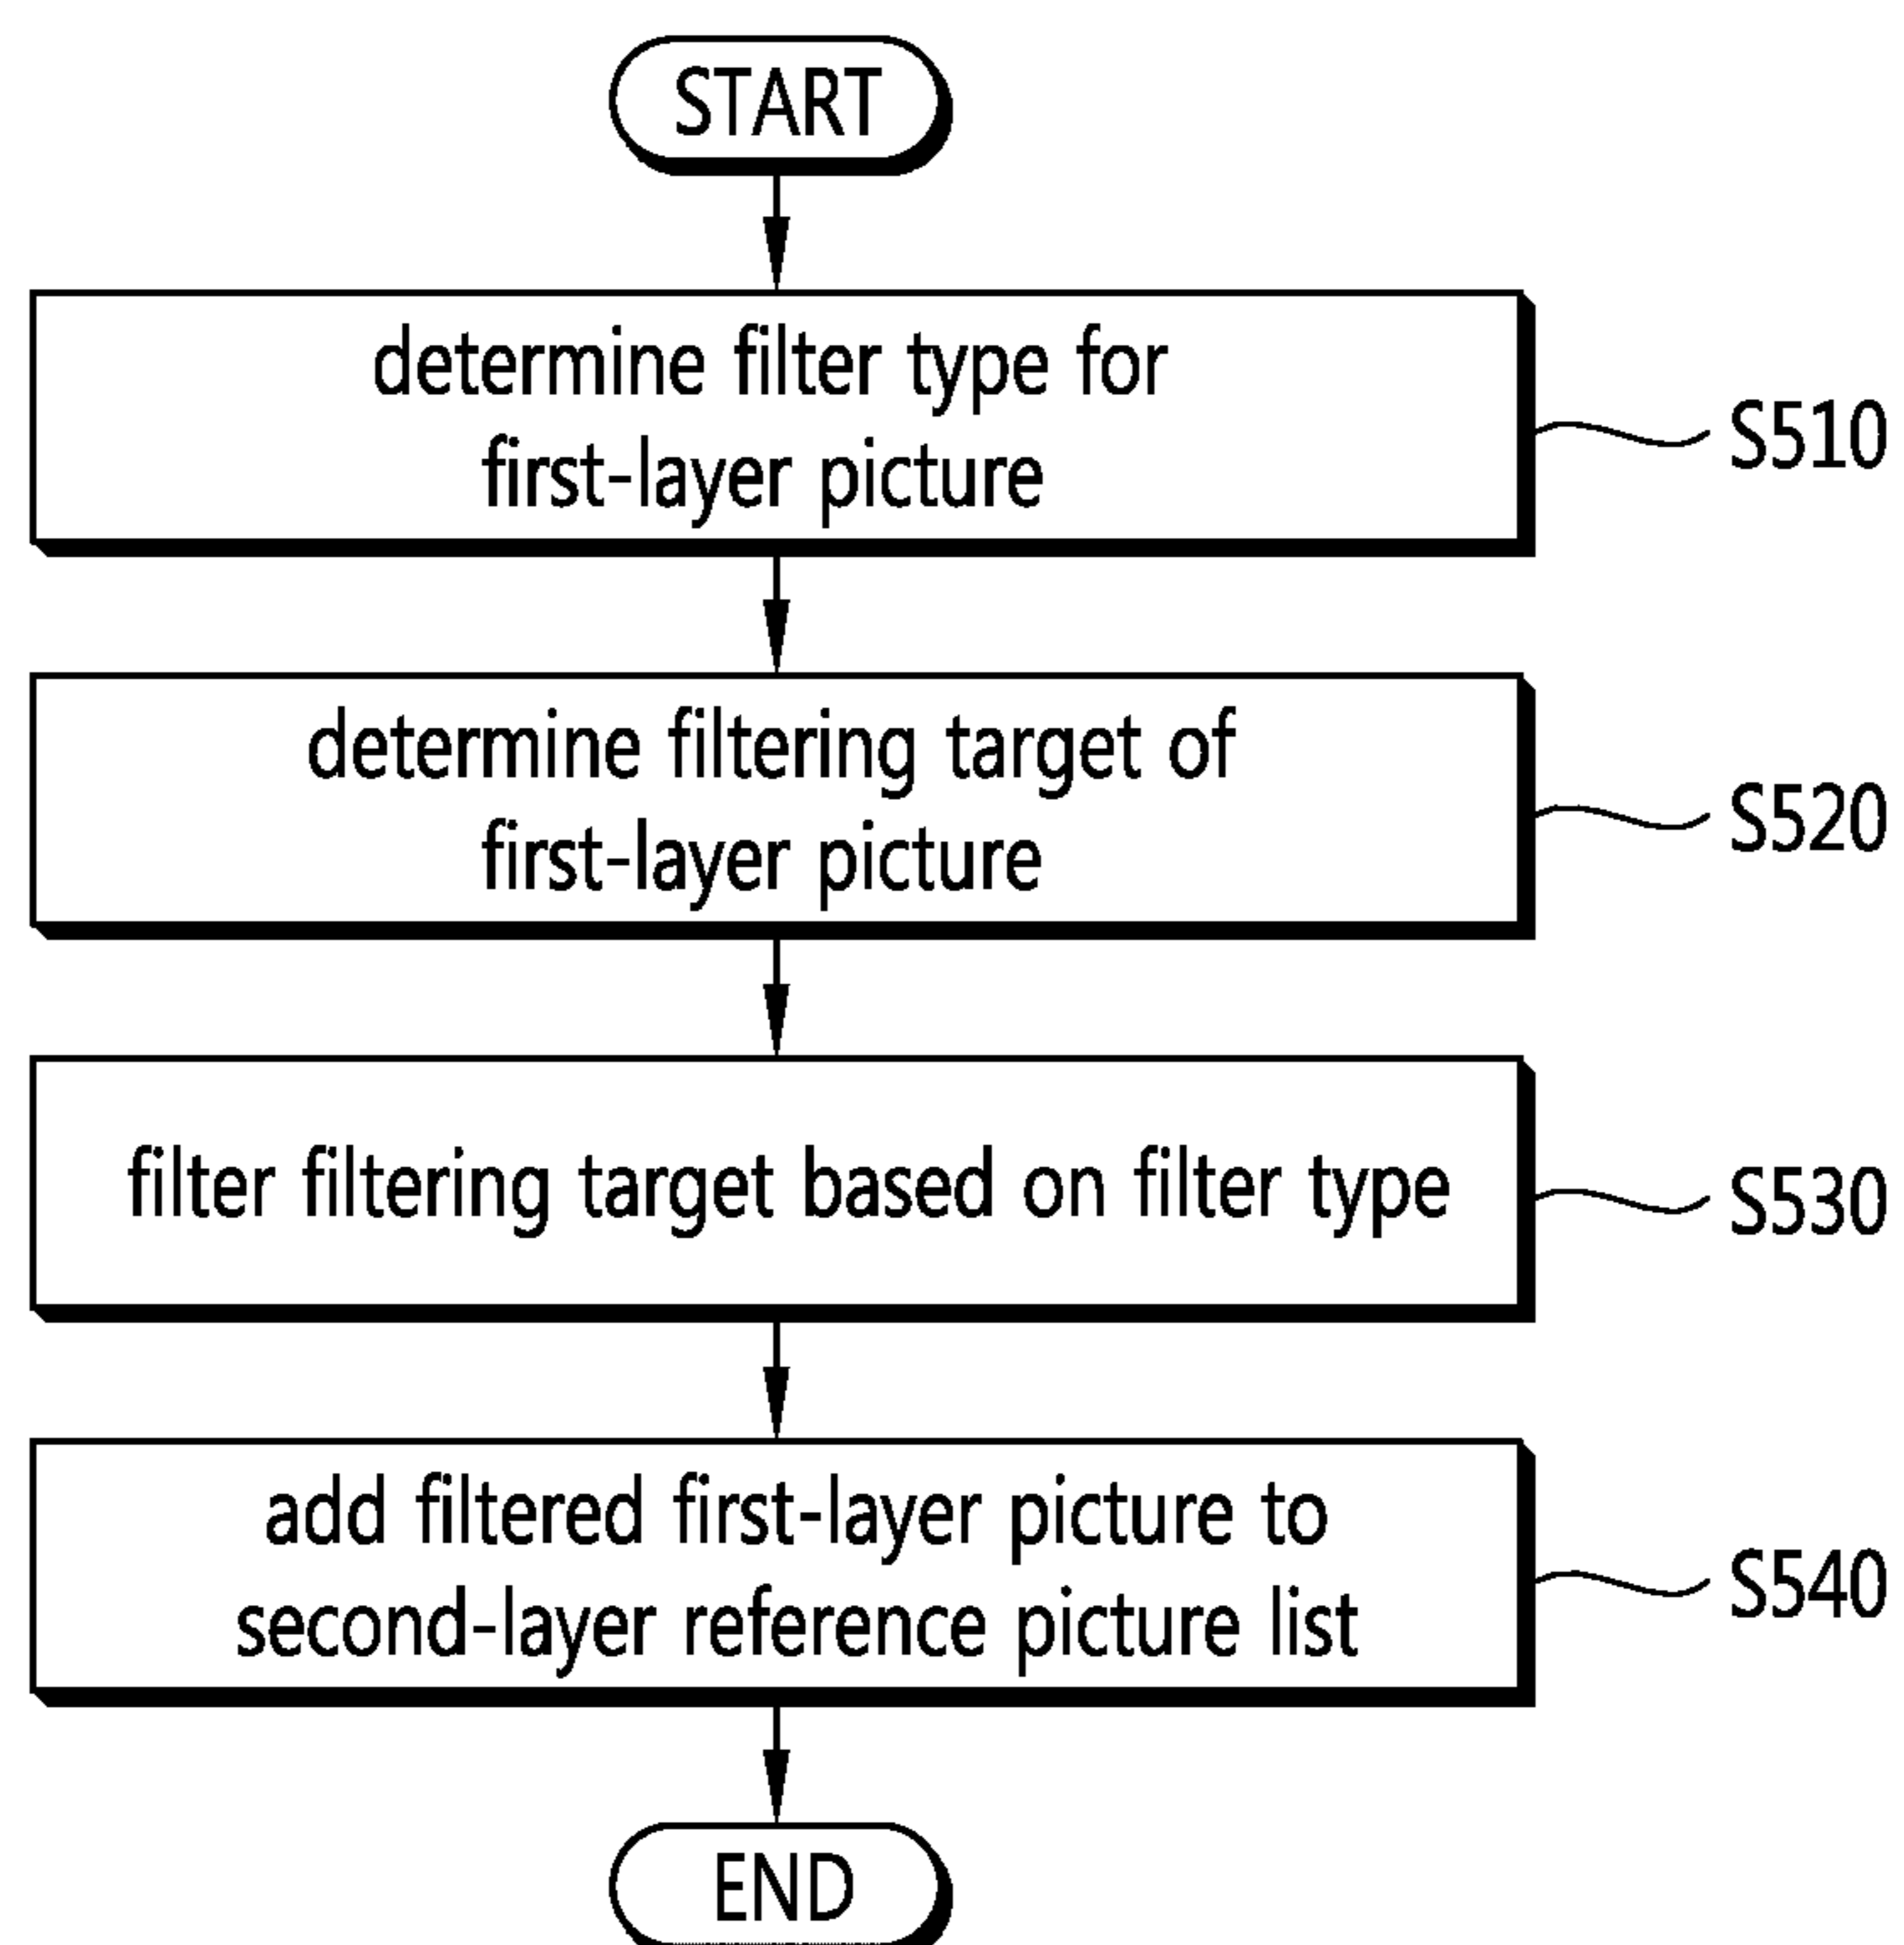 START
determine filter type for
first-layer picture
S510
determine filtering target of
first-layer picture
S520
filter filtering target based on filter type
S530
add filtered first-layer picture to
second-layer reference picture list
S540
END